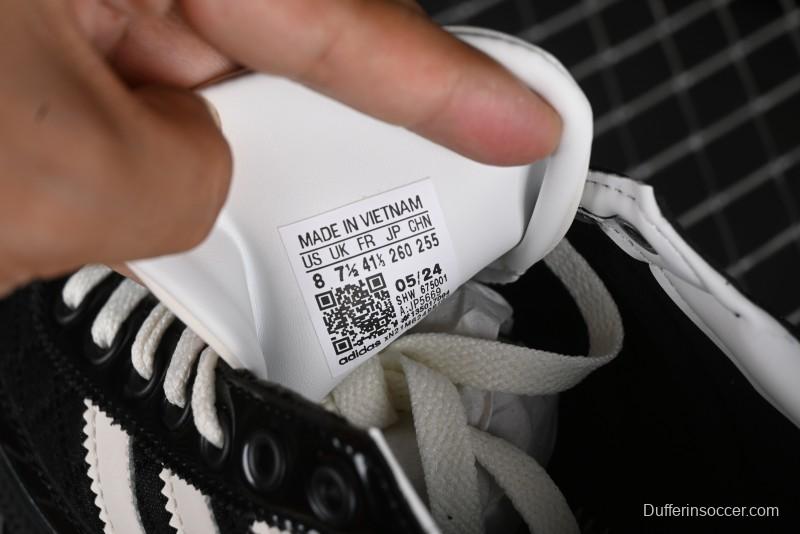 MADE IN VIETNAM
US UK FR JP CHN
8 7½ 41⅓ 260 255
05/24
SHW 675001
A:JP5669
adidas
Dufferinsoccer.com